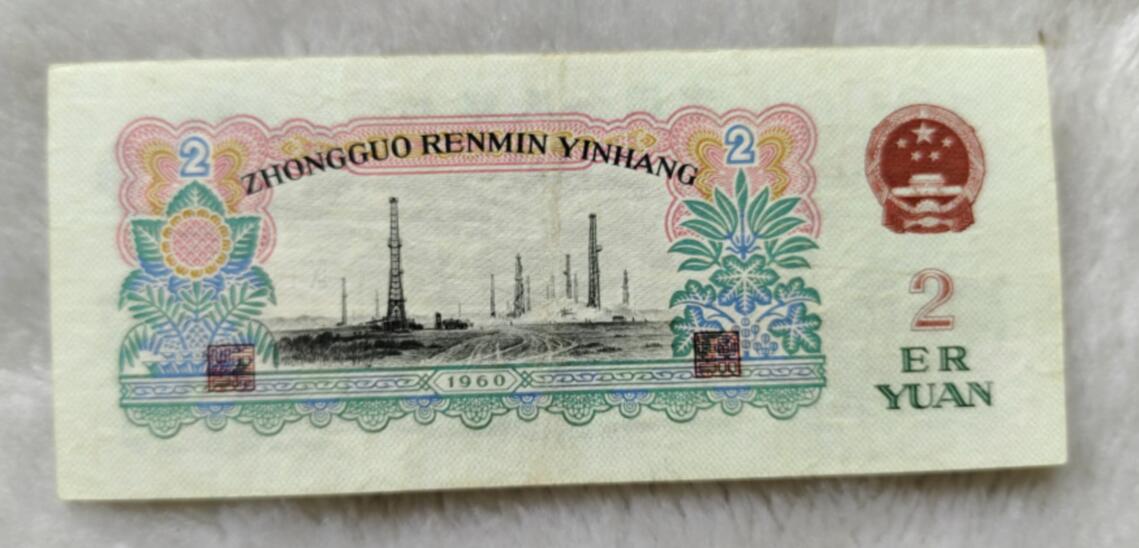 2 2
ZHONGGUO RENMIN YINHANG
1960
2
ER
YUAN